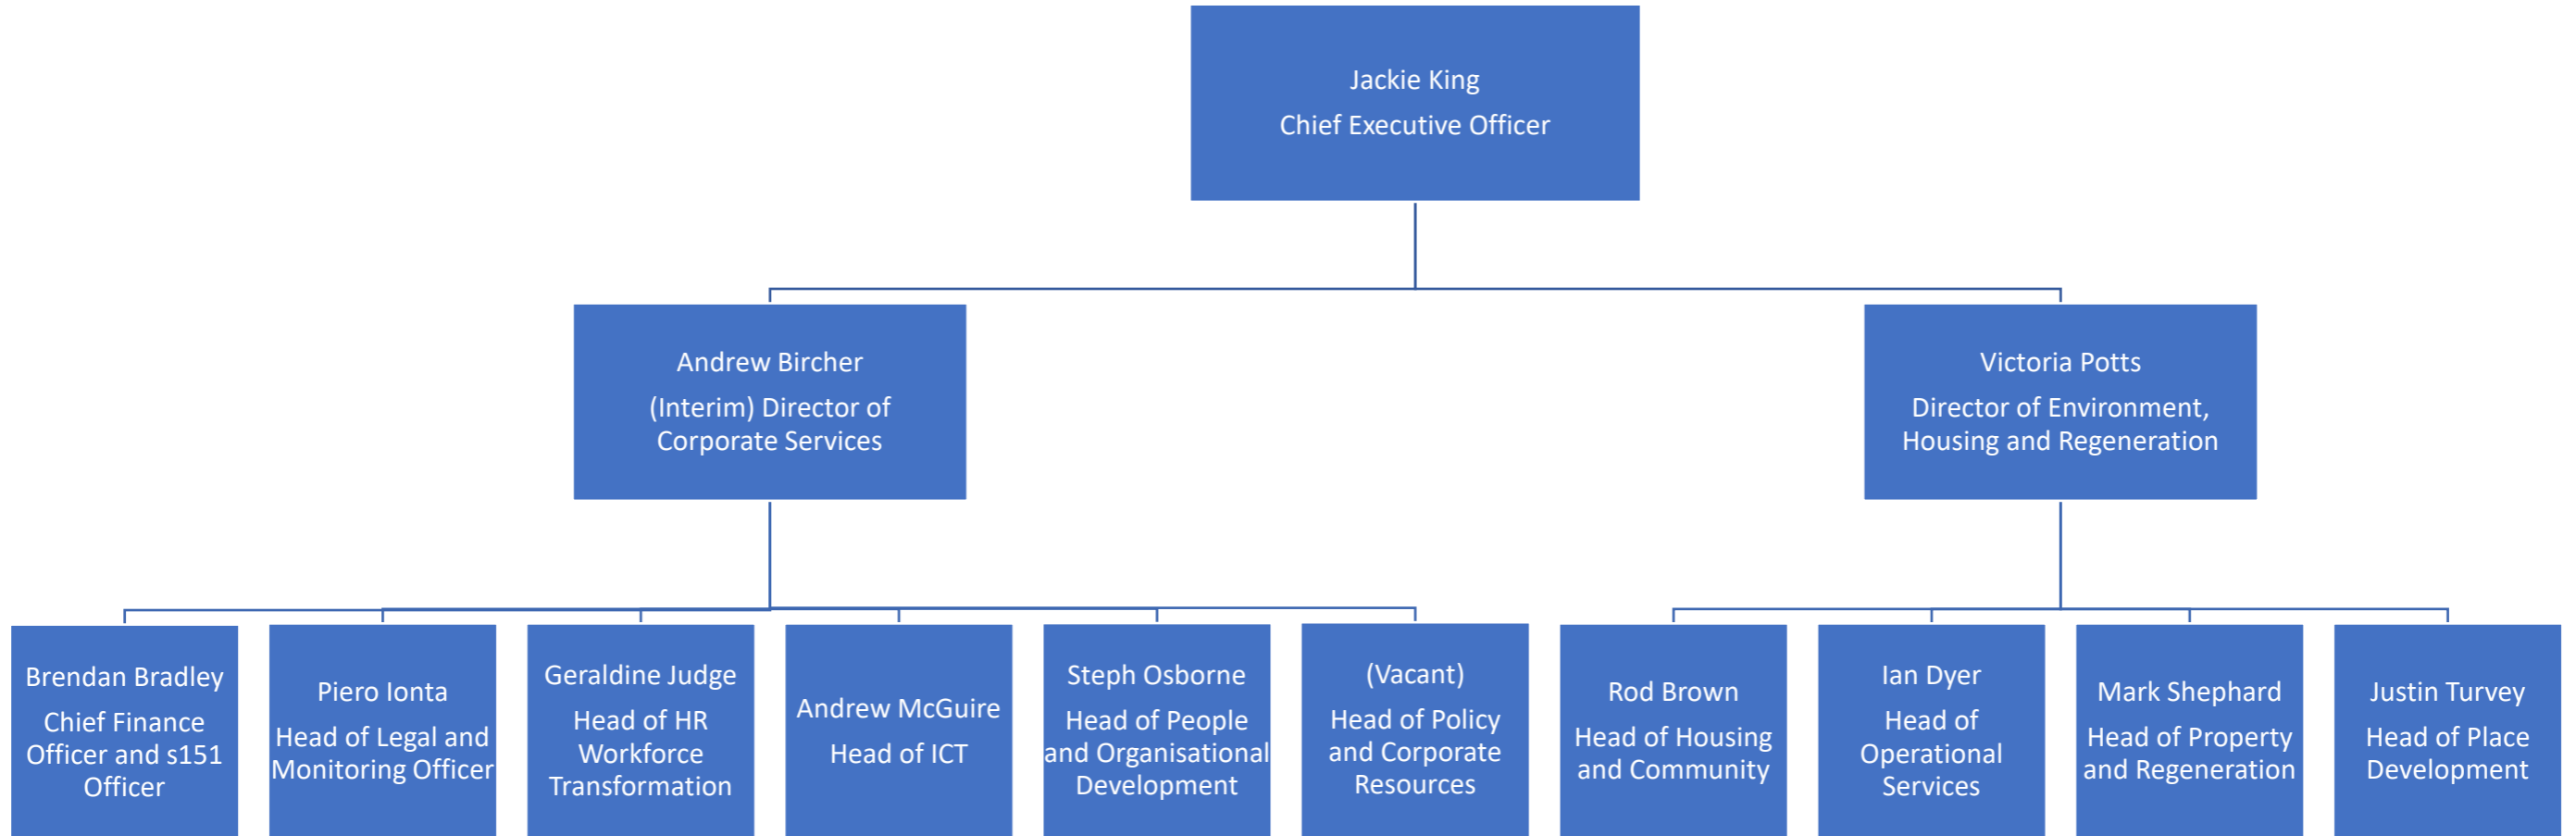 Jackie King
Chief Executive Officer
Andrew Bircher
(Interim) Director of
Corporate Services
Victoria Potts
Director of Environment,
Housing and Regeneration
Brendan Bradley
Chief Finance
Officer and s151
Officer
Piero Ionta
Head of Legal and
Monitoring Officer
Geraldine Judge
Head of HR
Workforce
Transformation
Andrew McGuire
Head of ICT
Steph Osborne
Head of People
and Organisational
Development
(Vacant)
Head of Policy
and Corporate
Resources
Rod Brown
Head of Housing
and Community
Ian Dyer
Head of
Operational
Services
Mark Shephard
Head of Property
and Regeneration
Justin Turvey
Head of Place
Development